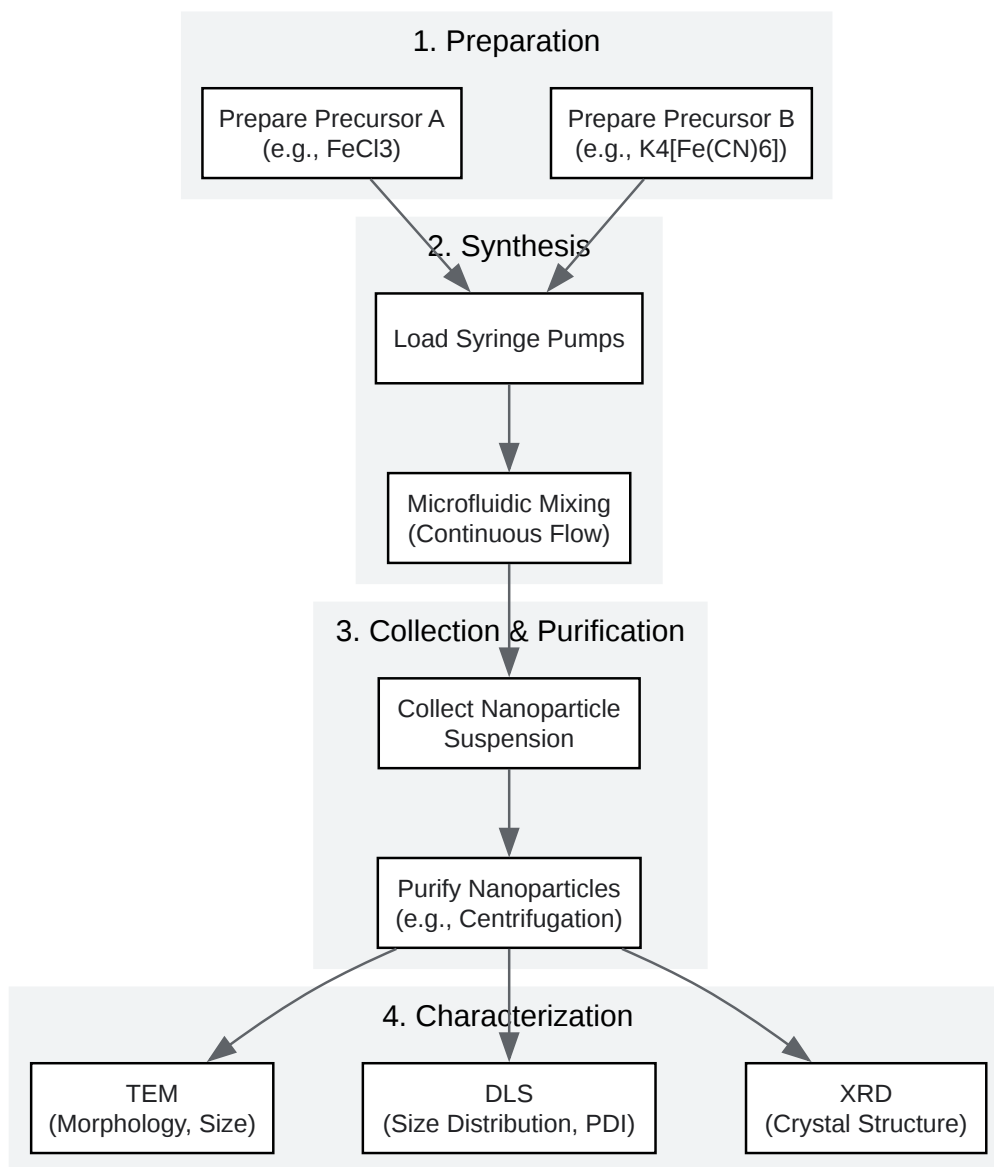 1. Preparation
Prepare Precursor A
(e.g., FeCl3)
Prepare Precursor B
(e.g., K4[Fe(CN)6])
2. Synthesis
Load Syringe Pumps
Microfluidic Mixing
(Continuous Flow)
3. Collection & Purification
Collect Nanoparticle
Suspension
Purify Nanoparticles
(e.g., Centrifugation)
4. Characterization
TEM
(Morphology, Size)
DLS
(Size Distribution, PDI)
XRD
(Crystal Structure)